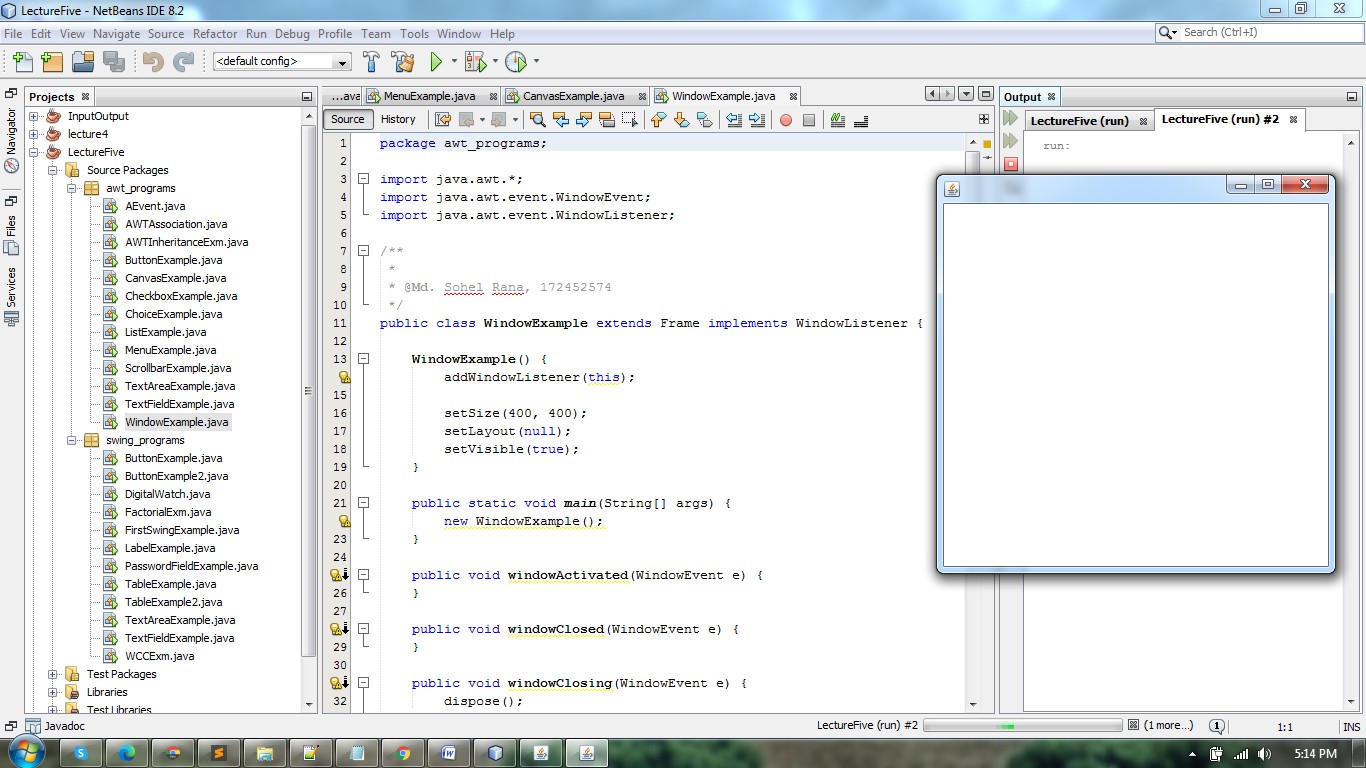 LectureFive - NetBeans IDE 8.2
File Edit View Navigate Source Refactor Run Debug Profile Team Tools Window Help
Search (Ctrl+I)
<default config>
Projects
InputOutput
lecture4
LectureFive
Source Packages
awt_programs
AEvent.java
AWTAssociation.java
AWTInheritanceExm.java
ButtonExample.java
CanvasExample.java
CheckboxExample.java
ChoiceExample.java
ListExample.java
MenuExample.java
ScrollbarExample.java
TextAreaExample.java
TextFieldExample.java
WindowExample.java
swing_programs
ButtonExample.java
ButtonExample2.java
DigitalWatch.java
FactorialExm.java
FirstSwingExample.java
LabelExample.java
PasswordFieldExample.java
TableExample.java
TableExample2.java
TextAreaExample.java
TextFieldExample.java
WCCExm.java
Test Packages
Libraries
Test Libraries
Navigator
Files
Services
...ava MenuExample.java CanvasExample.java WindowExample.java
Source History
1 package awt_programs;
2
3 import java.awt.*;
4 import java.awt.event.WindowEvent;
5 import java.awt.event.WindowListener;
6
7 /**
8 *
9 * @Md. Sohel Rana, 172452574
10 */
11 public class WindowExample extends Frame implements WindowListener {
12
13 WindowExample() {
addWindowListener(this);
15
16 setSize(400, 400);
17 setLayout(null);
18 setVisible(true);
19 }
20
21 public static void main(String[] args) {
new WindowExample();
23 }
24
public void windowActivated(WindowEvent e) {
26 }
27
public void windowClosed(WindowEvent e) {
29 }
30
public void windowClosing(WindowEvent e) {
32 dispose();
Output
LectureFive (run) LectureFive (run) #2
run:
Javadoc
LectureFive (run) #2
(1 more...)
1
1:1
INS
5:14 PM